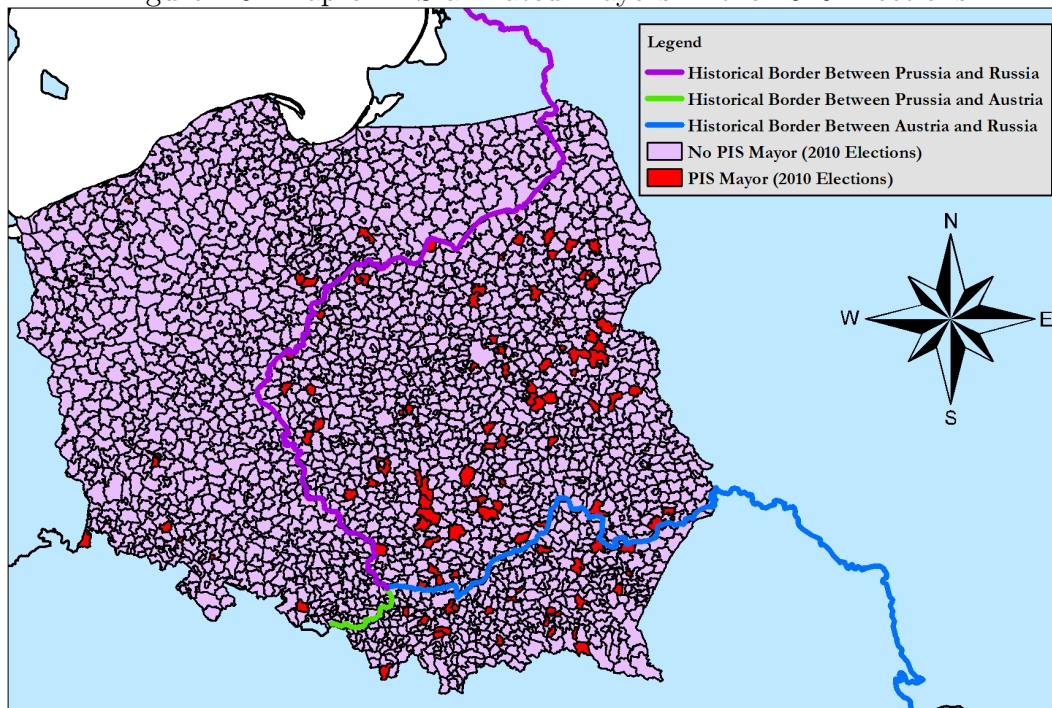 Legend
Historical Border Between Prussia and Russia
Historical Border Between Prussia and Austria
Historical Border Between Austria and Russia
No PIS Mayor (2010 Elections)
PIS Mayor (2010 Elections)
N
W E
S